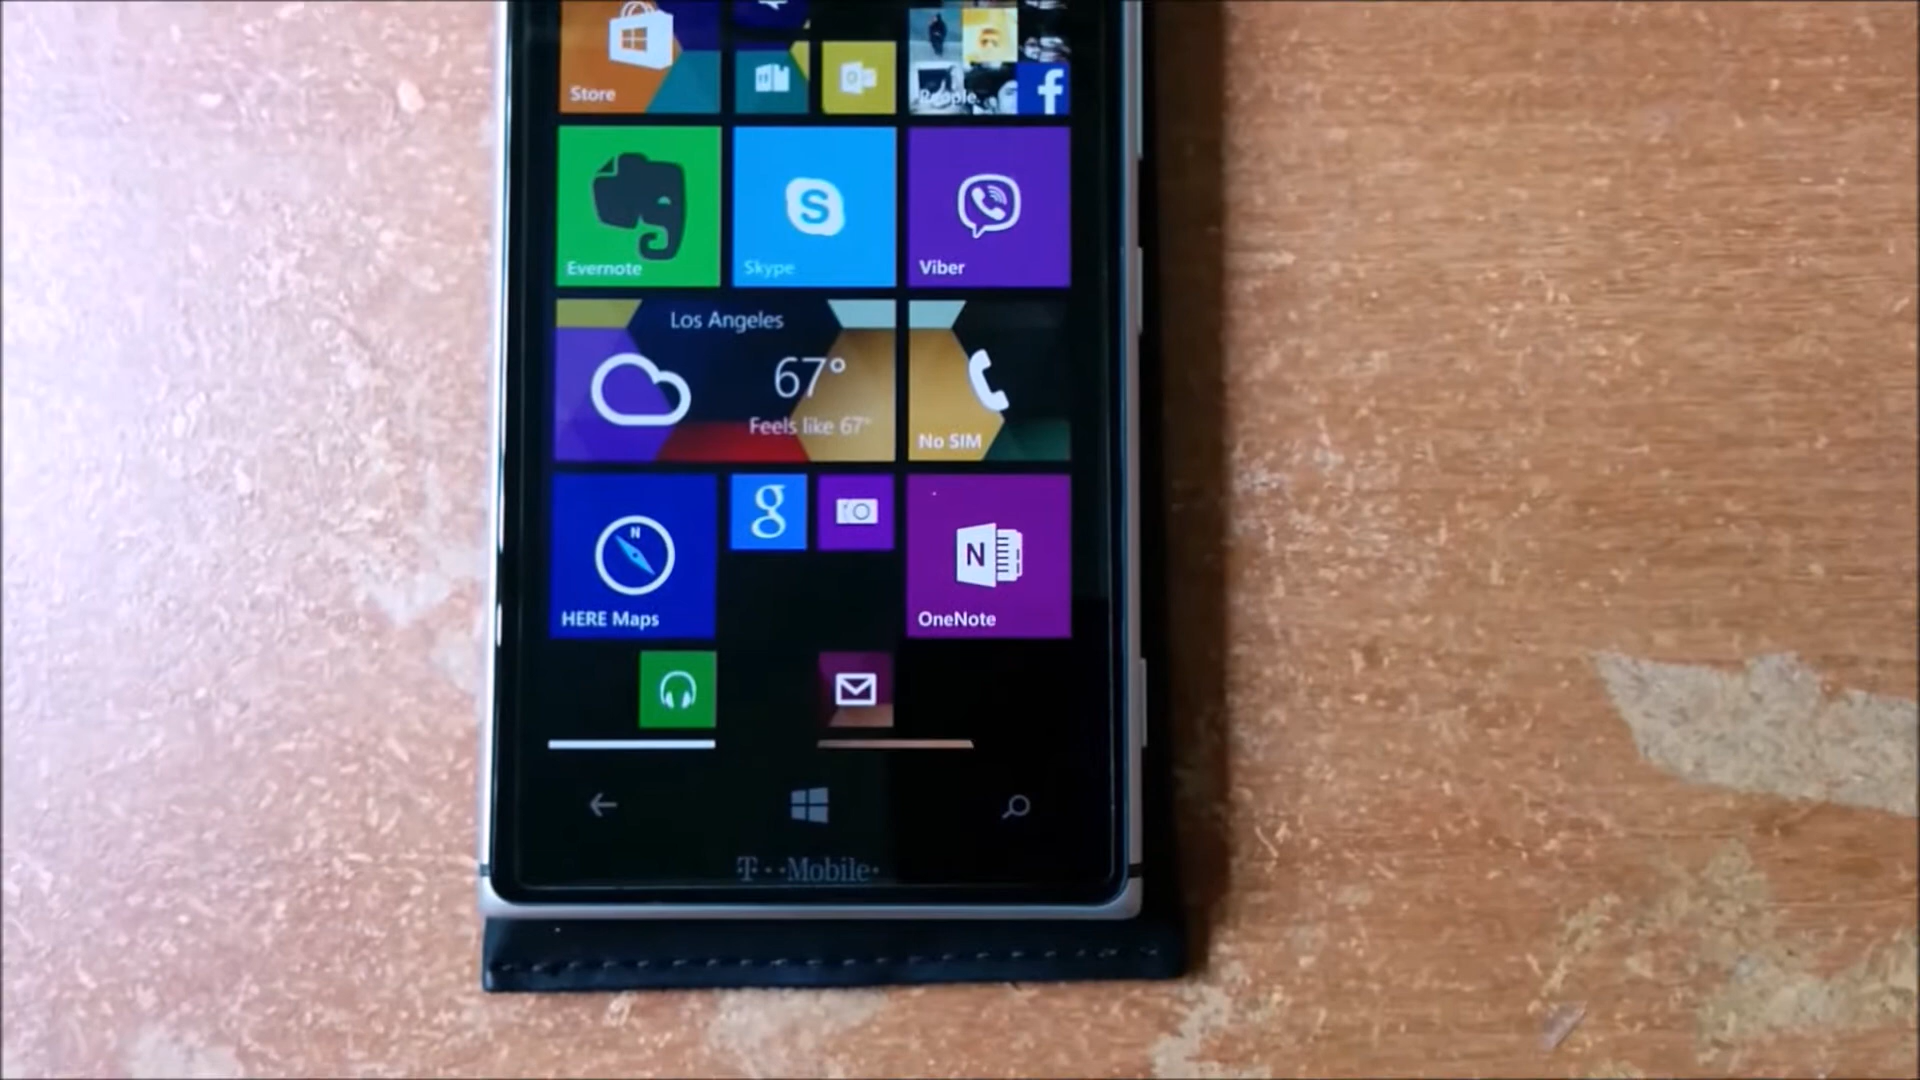 Store
People
f
Evernote
S
Skype
Viber
Los Angeles
67°
Feels like 67°
No SIM
N
HERE Maps
g
N
OneNote
T··Mobile·